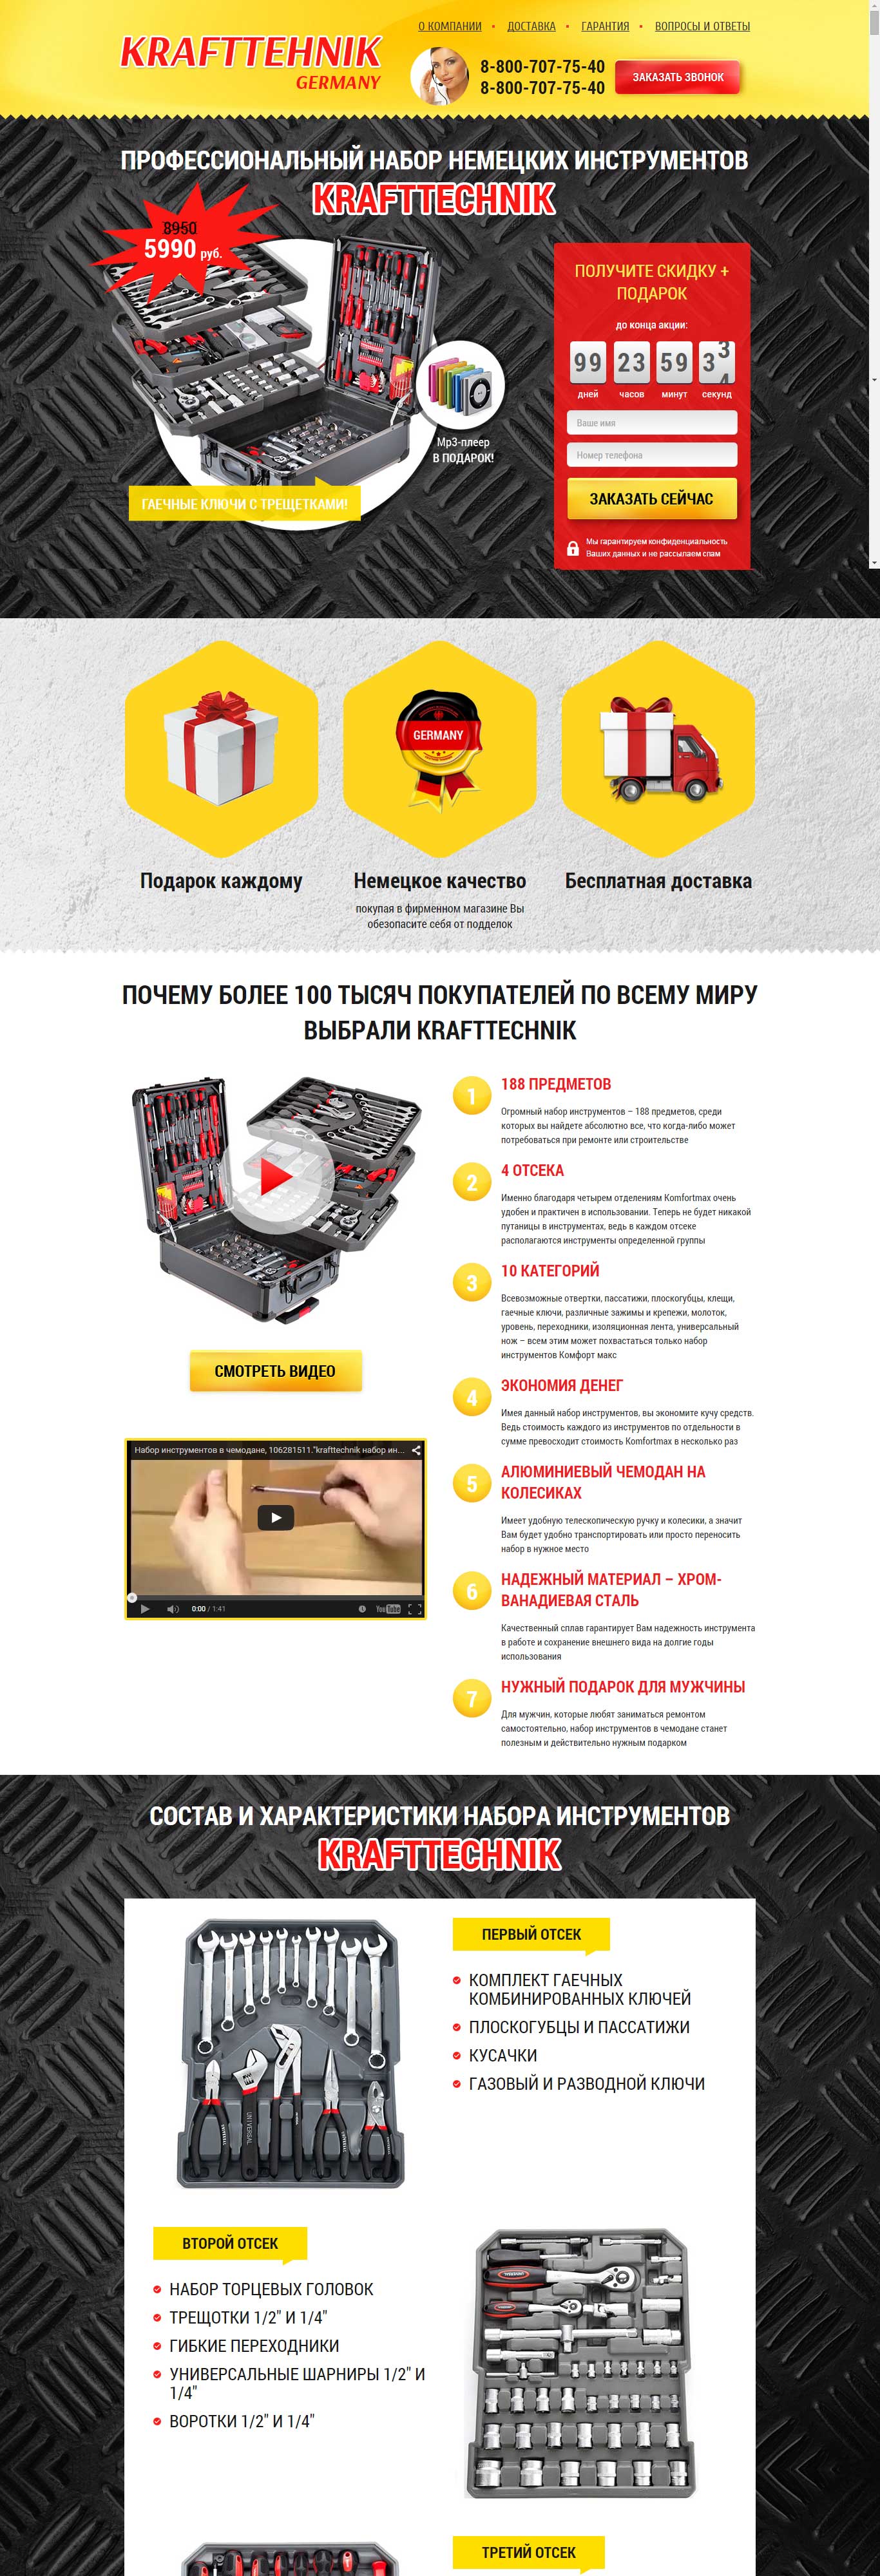 О КОМПАНИИ • ДОСТАВКА • ГАРАНТИЯ • ВОПРОСЫ И ОТВЕТЫ
KRAFTTEHNIK
GERMANY
8-800-707-75-40
8-800-707-75-40
ЗАКАЗАТЬ ЗВОНОК
ПРОФЕССИОНАЛЬНЫЙ НАБОР НЕМЕЦКИХ ИНСТРУМЕНТОВ
KRAFTTECHNIK
8950
5990 руб.
Mp3-плеер
В ПОДАРОК!
ГАЕЧНЫЕ КЛЮЧИ С ТРЕЩЕТКАМИ!
ПОЛУЧИТЕ СКИДКУ +
ПОДАРОК
до конца акции:
99 23 59 3
дней часов минут секунд
Ваше имя
Номер телефона
ЗАКАЗАТЬ СЕЙЧАС
Мы гарантируем конфиденциальность
Ваших данных и не рассылаем спам
GERMANY
Подарок каждому
Немецкое качество
покупая в фирменном магазине Вы
обезопасите себя от подделок
Бесплатная доставка
ПОЧЕМУ БОЛЕЕ 100 ТЫСЯЧ ПОКУПАТЕЛЕЙ ПО ВСЕМУ МИРУ
ВЫБРАЛИ KRAFTTECHNIK
СМОТРЕТЬ ВИДЕО
Набор инструментов в чемодане, 106281511."krafttechnik набор ин...
0:00 / 1:41
YouTube
1
188 ПРЕДМЕТОВ
Огромный набор инструментов – 188 предметов, среди
которых вы найдете абсолютно все, что когда-либо может
потребоваться при ремонте или строительстве
2
4 ОТСЕКА
Именно благодаря четырем отделениям Komfortmax очень
удобен и практичен в использовании. Теперь не будет никакой
путаницы в инструментах, ведь в каждом отсеке
располагаются инструменты определенной группы
3
10 КАТЕГОРИЙ
Всевозможные отвертки, пассатижи, плоскогубцы, клещи,
гаечные ключи, различные зажимы и крепежи, молоток,
уровень, переходники, изоляционная лента, универсальный
нож – всем этим может похвастаться только набор
инструментов Комфорт макс
4
ЭКОНОМИЯ ДЕНЕГ
Имея данный набор инструментов, вы экономите кучу средств.
Ведь стоимость каждого из инструментов по отдельности в
сумме превосходит стоимость Komfortmax в несколько раз
5
АЛЮМИНИЕВЫЙ ЧЕМОДАН НА
КОЛЕСИКАХ
Имеет удобную телескопическую ручку и колесики, а значит
Вам будет удобно транспортировать или просто переносить
набор в нужное место
6
НАДЕЖНЫЙ МАТЕРИАЛ – ХРОМ-
ВАНАДИЕВАЯ СТАЛЬ
Качественный сплав гарантирует Вам надежность инструмента
в работе и сохранение внешнего вида на долгие годы
использования
7
НУЖНЫЙ ПОДАРОК ДЛЯ МУЖЧИНЫ
Для мужчин, которые любят заниматься ремонтом
самостоятельно, набор инструментов в чемодане станет
полезным и действительно нужным подарком
СОСТАВ И ХАРАКТЕРИСТИКИ НАБОРА ИНСТРУМЕНТОВ
KRAFTTECHNIK
ПЕРВЫЙ ОТСЕК
КОМПЛЕКТ ГАЕЧНЫХ
КОМБИНИРОВАННЫХ КЛЮЧЕЙ
ПЛОСКОГУБЦЫ И ПАССАТИЖИ
КУСАЧКИ
ГАЗОВЫЙ И РАЗВОДНОЙ КЛЮЧИ
UNIVERSAL
ВТОРОЙ ОТСЕК
НАБОР ТОРЦЕВЫХ ГОЛОВОК
ТРЕЩОТКИ 1/2" И 1/4"
ГИБКИЕ ПЕРЕХОДНИКИ
УНИВЕРСАЛЬНЫЕ ШАРНИРЫ 1/2" И
1/4"
ВОРОТКИ 1/2" И 1/4"
ТРЕТИЙ ОТСЕК